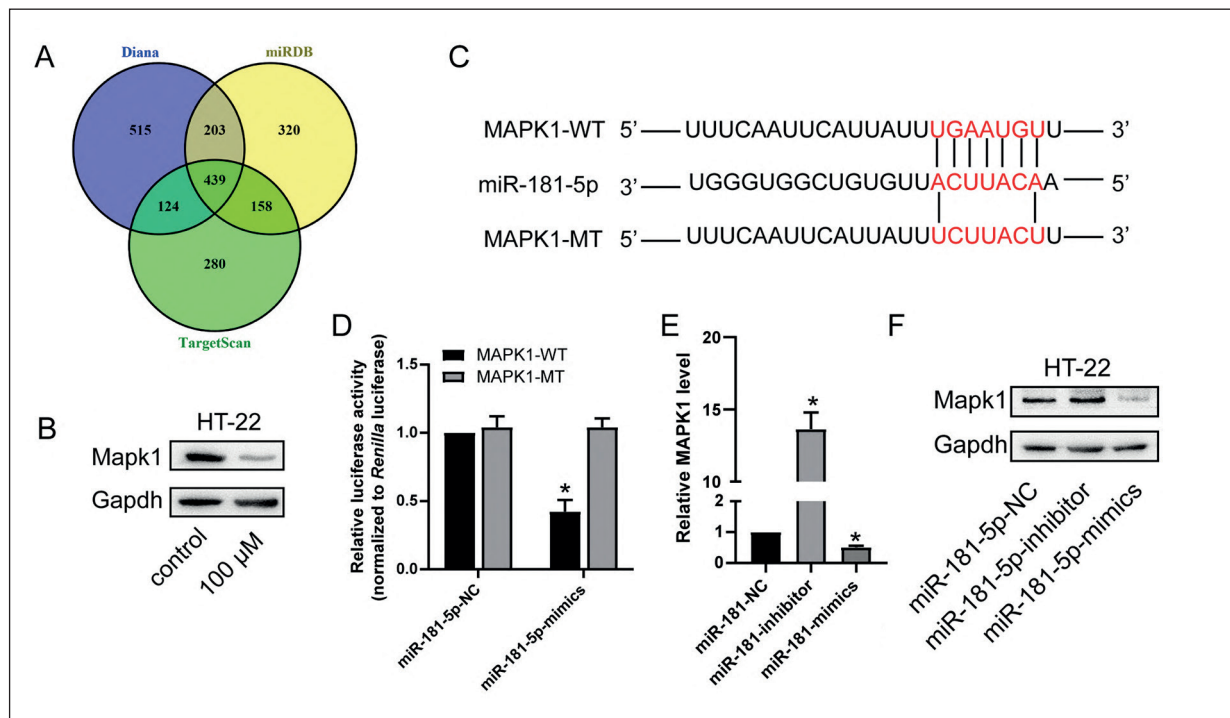 A
Diana
miRDB
515
203
320
439
124
158
280
TargetScan
B
HT-22
Mapk1
Gapdh
control
100 μM
C
MAPK1-WT 5’ UUUCAAUUCAUUAUUUGAAUGUU 3’
miR-181-5p 3’ UGGGUGGCUGUGUUACUUACAA 5’
MAPK1-MT 5’ UUUCAAUUCAUUAUUUCUUACUU 3’
D
Relative luciferase activity
(normalized to Renilla luciferase)
1.5
1.0
0.5
0.0
MAPK1-WT
MAPK1-MT
*
miR-181-5p-NC
miR-181-5p-mimics
E
Relative MAPK1 level
20
15
10
2
1
0
*
*
miR-181-NC
miR-181-inhibitor
miR-181-mimics
F
HT-22
Mapk1
Gapdh
miR-181-5p-NC
miR-181-5p-inhibitor
miR-181-5p-mimics